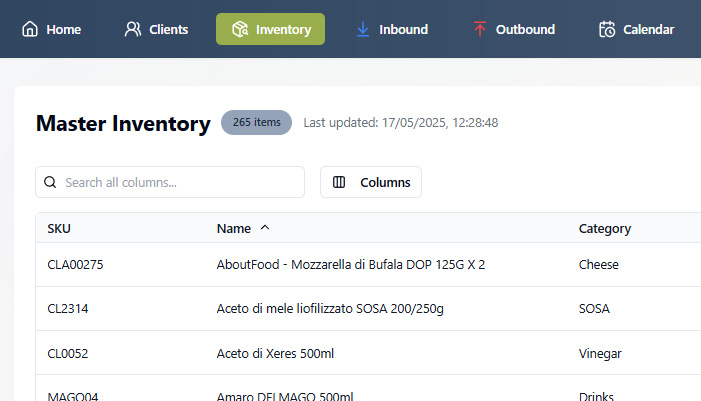 Home Clients Inventory Inbound Outbound Calendar
Master Inventory 265 items Last updated: 17/05/2025, 12:28:48
Search all columns... Columns
SKU Name Category
CLA00275 AboutFood - Mozzarella di Bufala DOP 125G X 2 Cheese
CL2314 Aceto di mele liofilizzato SOSA 200/250g SOSA
CL0052 Aceto di Xeres 500ml Vinegar
MAGO04 Amaro DELMAGO 500ml Drinks